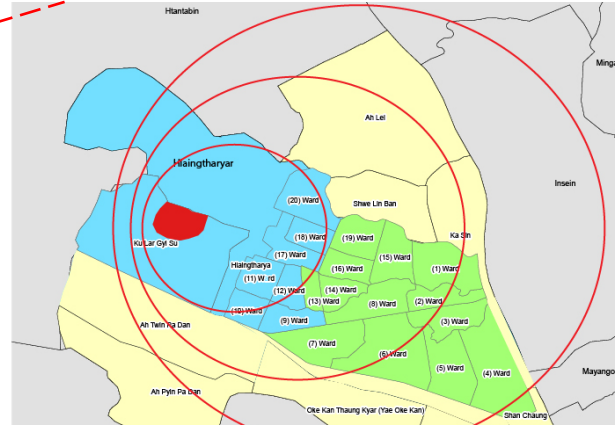 Htantabin
Minga
Ah Lel
Hlaingtharyar
Insein
(20) Ward
Shwe Lin Ban
Ka Sin
(18) Ward
(19) Ward
Ku Lar Gyi Su
(17) Ward
(15) Ward
Hlaingtharya
(16) Ward
(1) Ward
(11) Ward
(12) Ward
(14) Ward
(13) Ward
(8) Ward
(2) Ward
(10) Ward
(9) Ward
(3) Ward
Ah Twin Pa Dan
(7) Ward
(6) Ward
(5) Ward
(4) Ward
Mayango
Ah Pyin Pa Dan
Oke Kan Thaung Kyar (Yae Oke Kan)
Shan Chaung